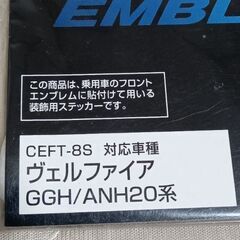 EMBL
この商品は、乗用車のフロント
エンブレムに貼付けて用いる
装飾用ステッカーです。
CEFT-8S 対応車種
ヴェルファイア
GGH/ANH20系